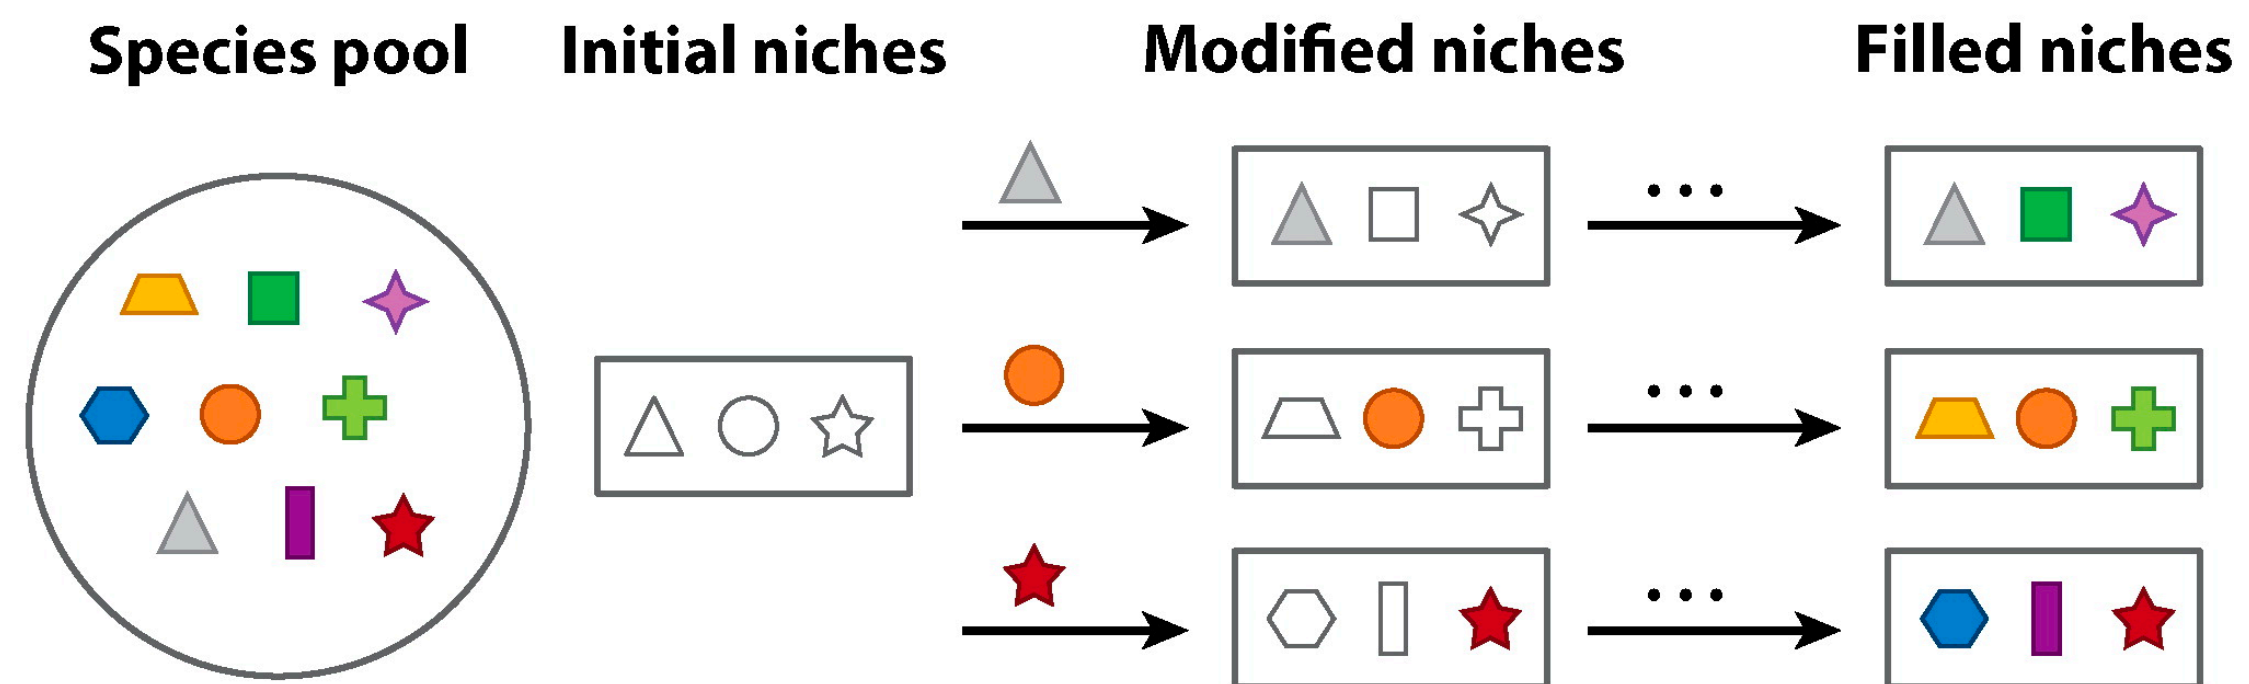 Species pool
Initial niches
Modified niches
Filled niches